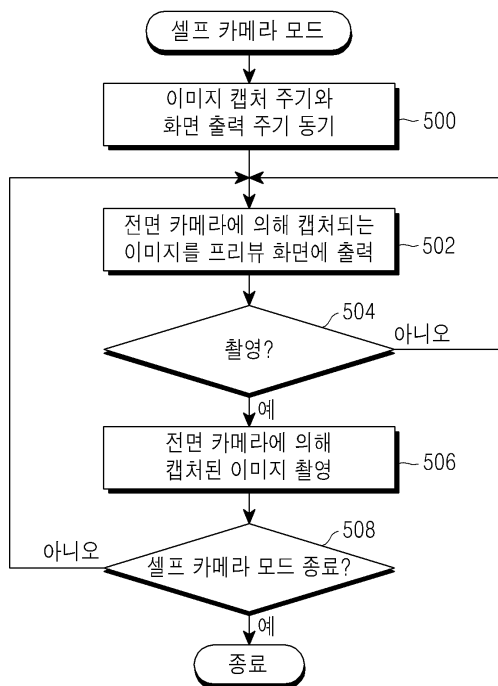 셀프 카메라 모드
이미지 캡처 주기와
화면 출력 주기 동기
500
전면 카메라에 의해 캡처되는
이미지를 프리뷰 화면에 출력
502
504
촬영?
아니오
예
전면 카메라에 의해
캡처된 이미지 촬영
506
508
아니오
셀프 카메라 모드 종료?
예
종료